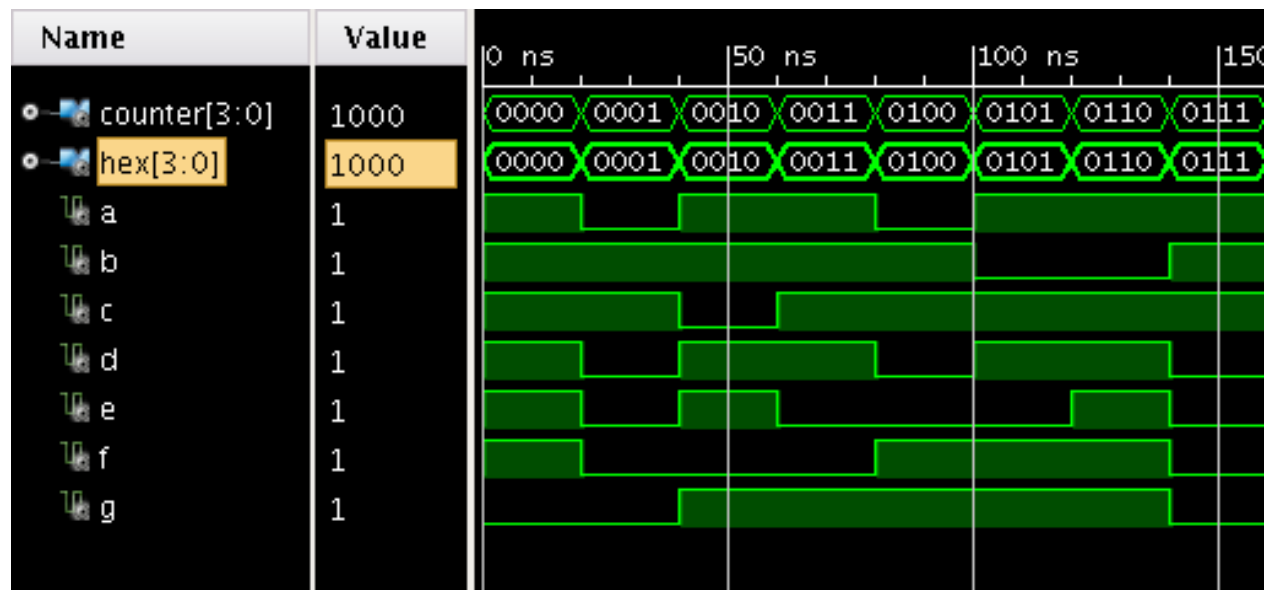 Name Value 0 ns 50 ns 100 ns 150
counter[3:0] 1000 0000 0001 0010 0011 0100 0101 0110 0111
hex[3:0] 1000 0000 0001 0010 0011 0100 0101 0110 0111
a 1
b 1
c 1
d 1
e 1
f 1
g 1